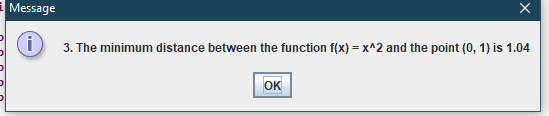 Message
3. The minimum distance between the function f(x) = x^2 and the point (0, 1) is 1.04
OK